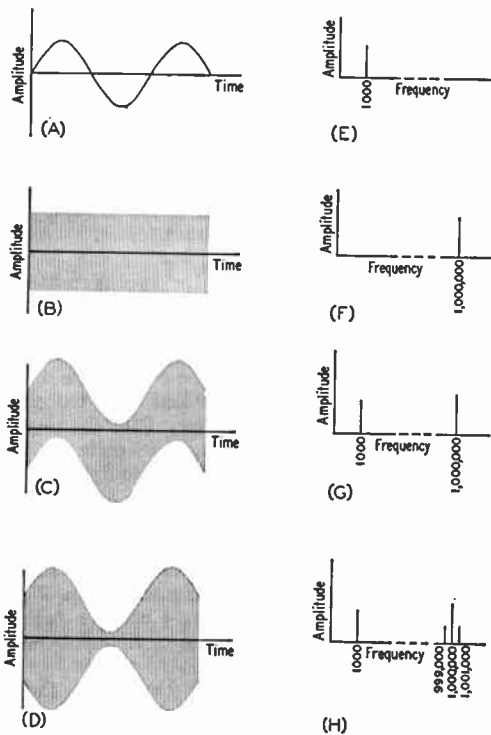 Amplitude
Time
(A)
Amplitude
1000
Frequency
(E)
Amplitude
Time
(B)
Amplitude
Frequency
1,000,000
(F)
Amplitude
Time
(C)
Amplitude
1000
Frequency
1,000,000
(G)
Amplitude
Time
(D)
Amplitude
1000
Frequency
999,000
1,000,000
1,001,000
(H)